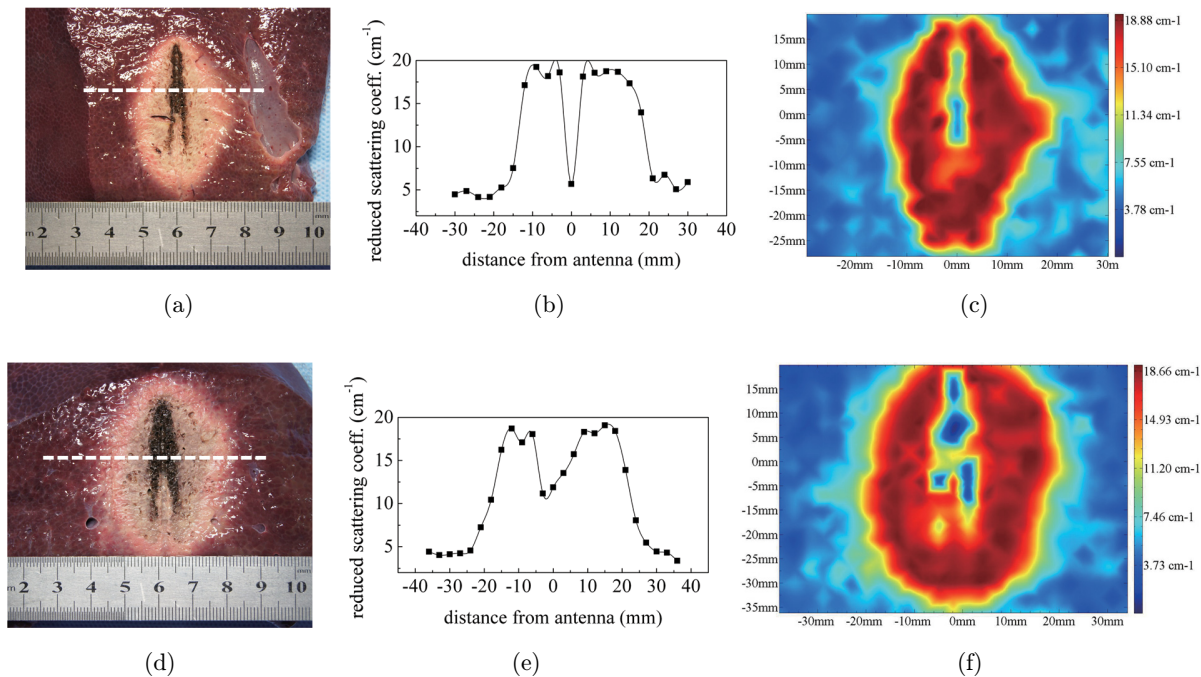 mm
m 2 3 4 5 6 7 8 9 10
(a)
reduced scattering coeff. (cm-1)
20
15
10
5
-40 -30 -20 -10 0 10 20 30 40
distance from antenna (mm)
(b)
15mm
10mm
5mm
0mm
-5mm
-10mm
-15mm
-20mm
-25mm
-20mm -10mm 0mm 10mm 20mm 30m
18.88 cm-1
15.10 cm-1
11.34 cm-1
7.55 cm-1
3.78 cm-1
(c)
2 3 4 5 6 7 8 9 10
(d)
reduced scattering coeff. (cm-1)
20
15
10
5
-40 -30 -20 -10 0 10 20 30 40
distance from antenna (mm)
(e)
15mm
10mm
5mm
0mm
-5mm
-10mm
-15mm
-20mm
-25mm
-30mm
-35mm
-30mm -20mm -10mm 0mm 10mm 20mm 30mm
18.66 cm-1
14.93 cm-1
11.20 cm-1
7.46 cm-1
3.73 cm-1
(f)